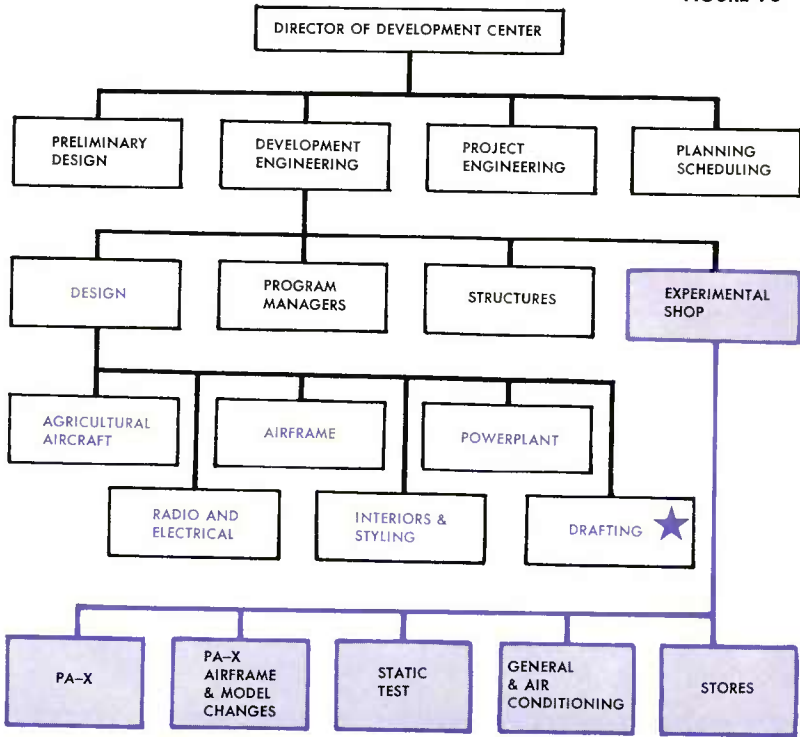 DIRECTOR OF DEVELOPMENT CENTER
PRELIMINARY
DESIGN
DEVELOPMENT
ENGINEERING
PROJECT
ENGINEERING
PLANNING
SCHEDULING
DESIGN
PROGRAM
MANAGERS
STRUCTURES
EXPERIMENTAL
SHOP
AGRICULTURAL
AIRCRAFT
AIRFRAME
POWERPLANT
RADIO AND
ELECTRICAL
INTERIORS &
STYLING
DRAFTING
PA-X
PA-X
AIRFRAME
& MODEL
CHANGES
STATIC
TEST
GENERAL
& AIR
CONDITIONING
STORES